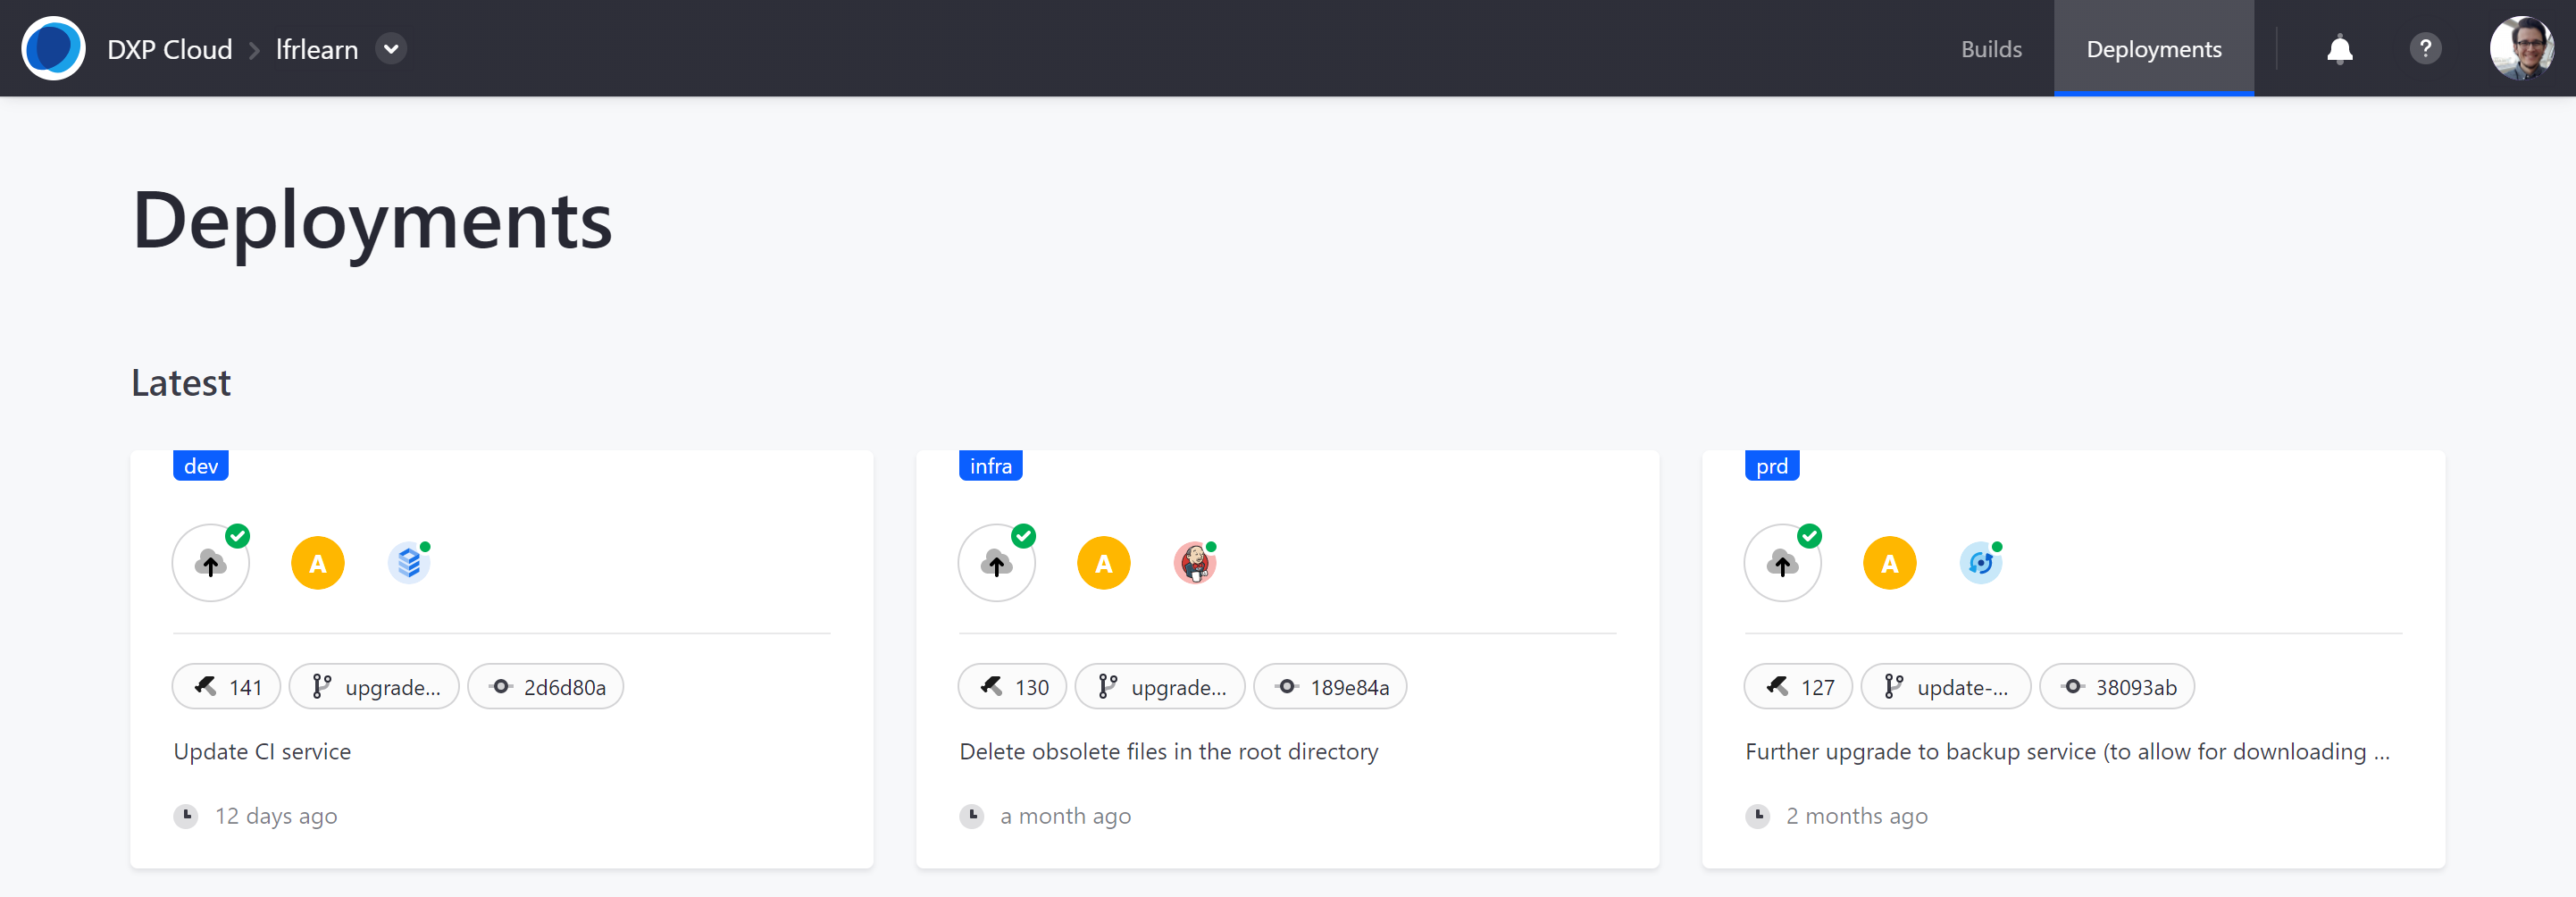 DXP Cloud > lfrlearn
Builds
Deployments
?
Deployments
Latest
dev
A
141
upgrade...
2d6d80a
Update CI service
12 days ago
infra
A
130
upgrade...
189e84a
Delete obsolete files in the root directory
a month ago
prd
A
127
update-...
38093ab
Further upgrade to backup service (to allow for downloading ...
2 months ago